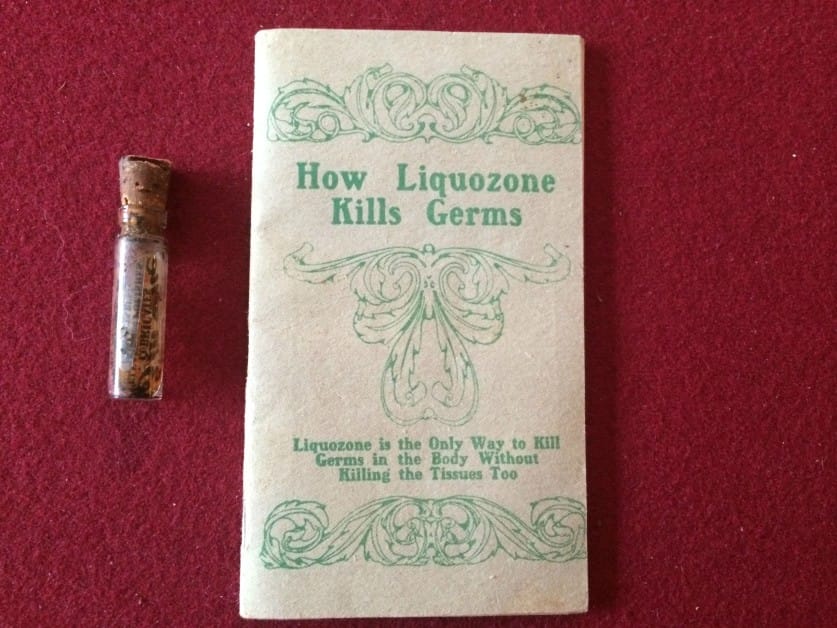 How Liquozone
Kills Germs
Liquozone is the Only Way to Kill
Germs in the Body Without
Killing the Tissues Too